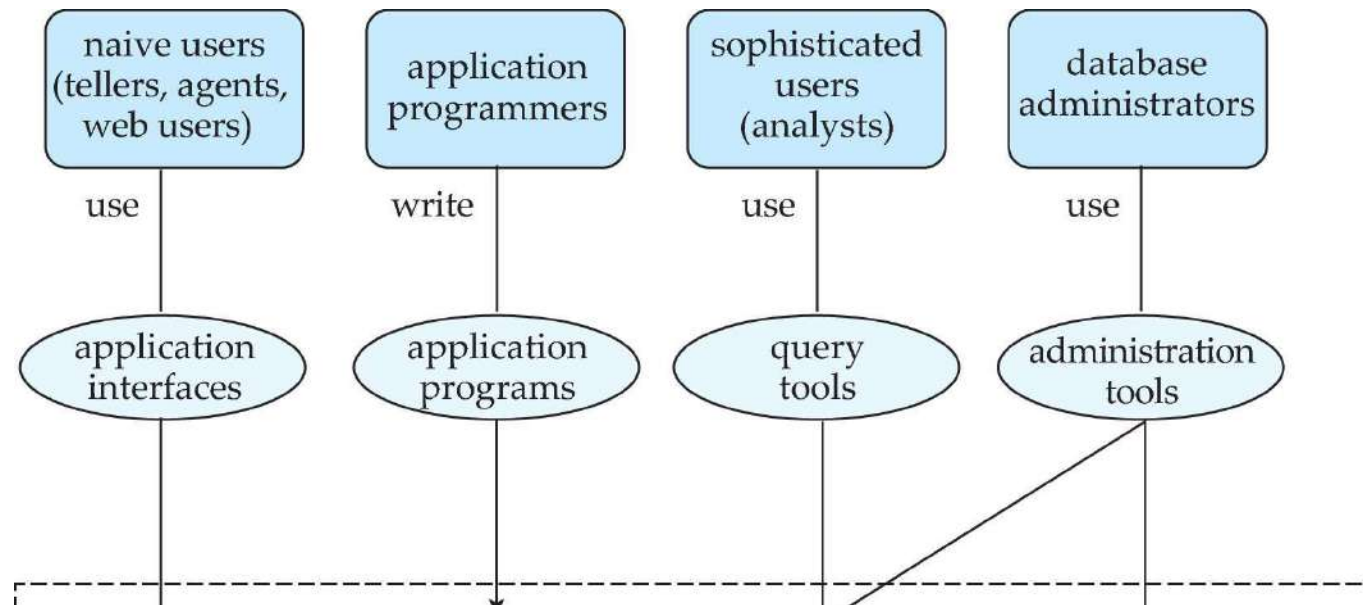 naive users
(tellers, agents,
web users)
application
programmers
sophisticated
users
(analysts)
database
administrators
use
write
use
use
application
interfaces
application
programs
query
tools
administration
tools